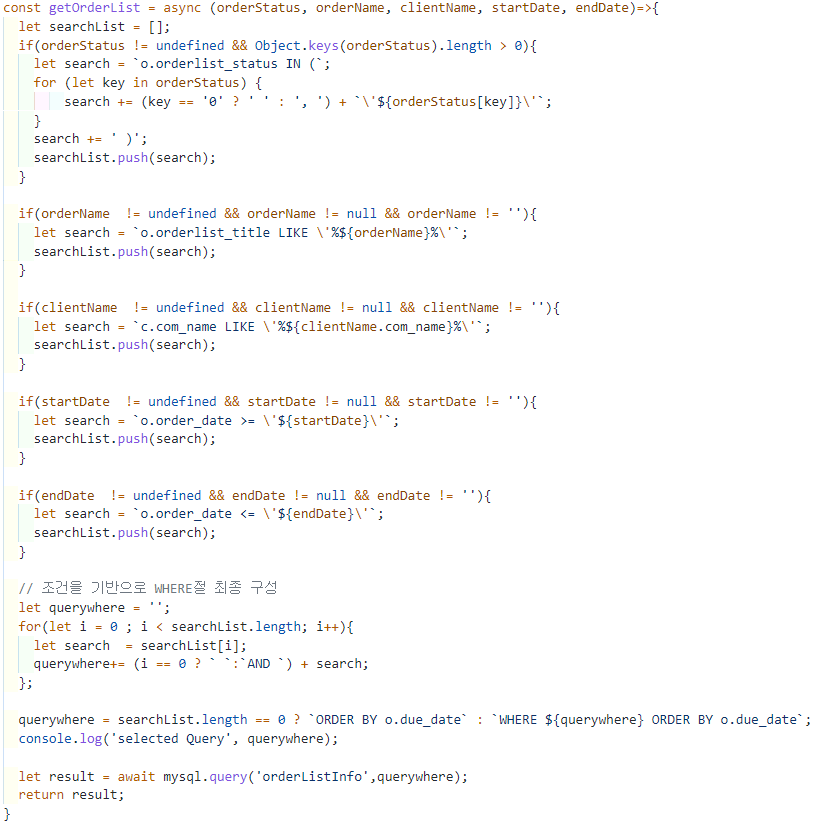 const getOrderList = async (orderStatus, orderName, clientName, startDate, endDate)=>{
  let searchList = [];
  if(orderStatus != undefined && Object.keys(orderStatus).length > 0){
    let search = `o.orderlist_status IN (`;
    for (let key in orderStatus) {
        search += (key == '0' ? ' ' : ', ') + `\'${orderStatus[key]}\'`;
    }
    search += ' )';
    searchList.push(search);
  }

  if(orderName  != undefined && orderName != null && orderName != ''){
    let search = `o.orderlist_title LIKE \'%${orderName}%\'`;
    searchList.push(search);
  }

  if(clientName  != undefined && clientName != null && clientName != ''){
    let search = `c.com_name LIKE \'%${clientName.com_name}%\'`;
    searchList.push(search);
  }

  if(startDate  != undefined && startDate != null && startDate != ''){
    let search = `o.order_date >= \'${startDate}\'`;
    searchList.push(search);
  }

  if(endDate  != undefined && endDate != null && endDate != ''){
    let search = `o.order_date <= \'${endDate}\'`;
    searchList.push(search);
  }

  // 조건을 기반으로 WHERE절 최종 구성
  let querywhere = '';
  for(let i = 0 ; i < searchList.length; i++){
    let search  = searchList[i];
    querywhere+= (i == 0 ? ` `:`AND `) + search;
  };

  querywhere = searchList.length == 0 ? `ORDER BY o.due_date` : `WHERE ${querywhere} ORDER BY o.due_date`;
  console.log('selected Query', querywhere);

  let result = await mysql.query('orderListInfo',querywhere);
  return result;
}